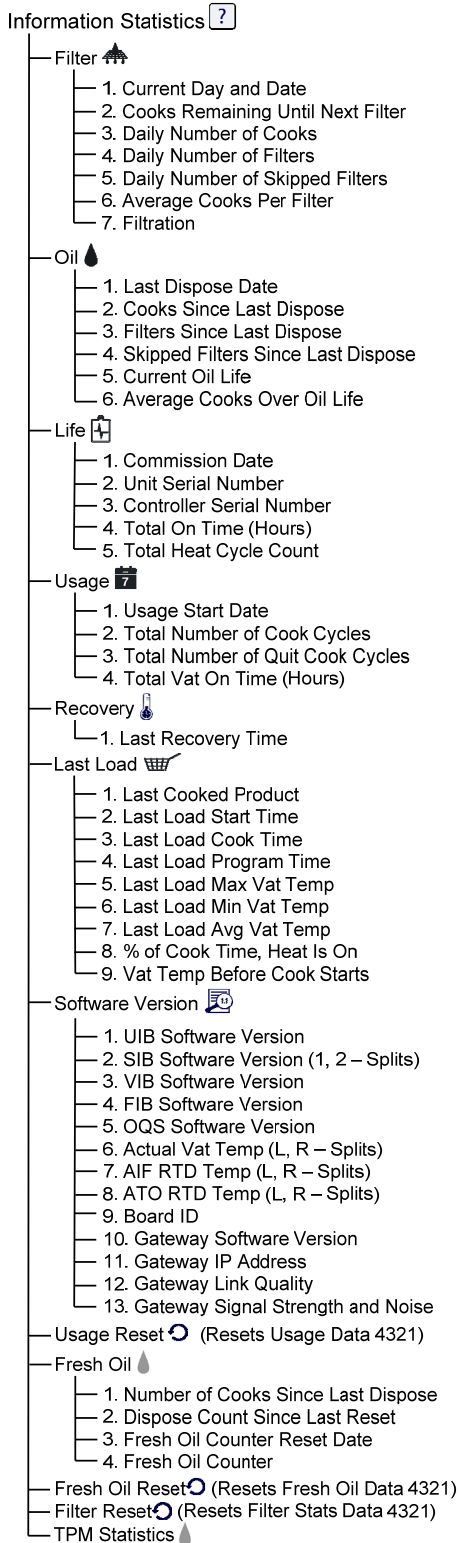 Information Statistics ?
Filter
1. Current Day and Date
2. Cooks Remaining Until Next Filter
3. Daily Number of Cooks
4. Daily Number of Filters
5. Daily Number of Skipped Filters
6. Average Cooks Per Filter
7. Filtration
Oil
1. Last Dispose Date
2. Cooks Since Last Dispose
3. Filters Since Last Dispose
4. Skipped Filters Since Last Dispose
5. Current Oil Life
6. Average Cooks Over Oil Life
Life
1. Commission Date
2. Unit Serial Number
3. Controller Serial Number
4. Total On Time (Hours)
5. Total Heat Cycle Count
Usage 7
1. Usage Start Date
2. Total Number of Cook Cycles
3. Total Number of Quit Cook Cycles
4. Total Vat On Time (Hours)
Recovery
1. Last Recovery Time
Last Load
1. Last Cooked Product
2. Last Load Start Time
3. Last Load Cook Time
4. Last Load Program Time
5. Last Load Max Vat Temp
6. Last Load Min Vat Temp
7. Last Load Avg Vat Temp
8. % of Cook Time, Heat Is On
9. Vat Temp Before Cook Starts
Software Version 1.1
1. UIB Software Version
2. SIB Software Version (1, 2 – Splits)
3. VIB Software Version
4. FIB Software Version
5. OQS Software Version
6. Actual Vat Temp (L, R – Splits)
7. AIF RTD Temp (L, R – Splits)
8. ATO RTD Temp (L, R – Splits)
9. Board ID
10. Gateway Software Version
11. Gateway IP Address
12. Gateway Link Quality
13. Gateway Signal Strength and Noise
Usage Reset (Resets Usage Data 4321)
Fresh Oil
1. Number of Cooks Since Last Dispose
2. Dispose Count Since Last Reset
3. Fresh Oil Counter Reset Date
4. Fresh Oil Counter
Fresh Oil Reset (Resets Fresh Oil Data 4321)
Filter Reset (Resets Filter Stats Data 4321)
TPM Statistics